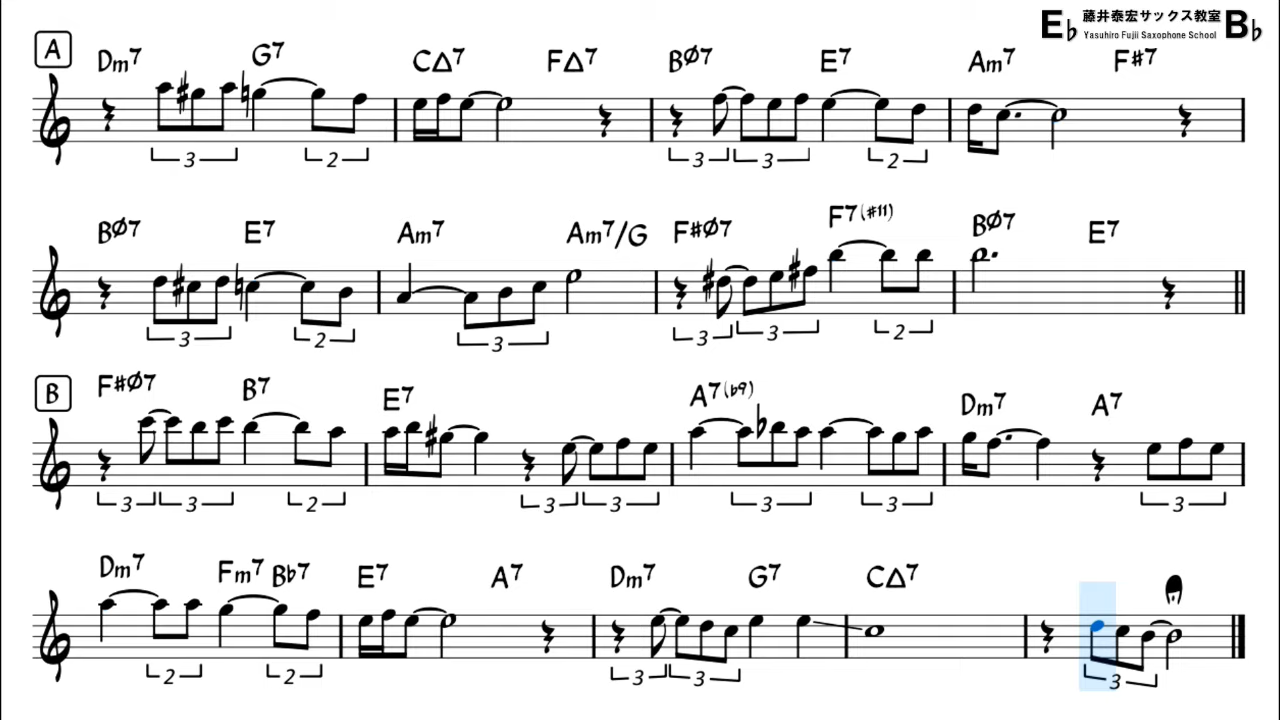 E♭ 藤井泰宏サックス教室 B♭
Yasuhiro Fujii Saxophone School
A
Dm7 G7 C△7 F△7 BØ7 E7 Am7 F#7
3 2 3 3 2
BØ7 E7 Am7 Am7/G F#Ø7 F7(#11) BØ7 E7
3 2 3 3 3 2
B
F#Ø7 B7 E7 A7(♭9) Dm7 A7
3 3 2 3 3 3 3 3
Dm7 Fm7 B♭7 E7 A7 Dm7 G7 C△7
2 2 3 3 3